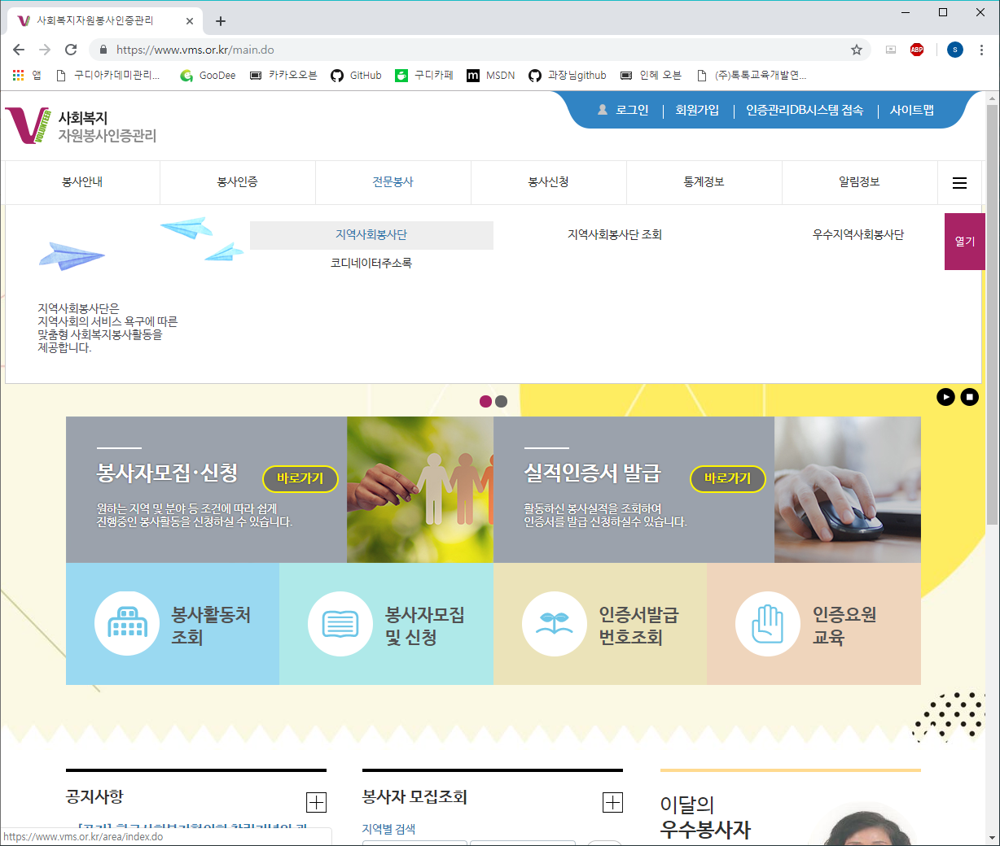 사회복지자원봉사인증관리
https://www.vms.or.kr/main.do
ABP
S
앱
구디아카데미관리...
GooDee
카카오오븐
GitHub
구디카페
m
MSDN
과장님github
인혜 오븐
(주)톡톡교육개발연...
로그인
회원가입
인증관리DB시스템 접속
사이트맵
VOLUNTEER
사회복지
자원봉사인증관리
봉사안내
봉사인증
전문봉사
봉사신청
통계정보
알림정보
지역사회봉사단
지역사회봉사단 조회
우수지역사회봉사단
열기
코디네이터주소록
지역사회봉사단은
지역사회의 서비스 욕구에 따른
맞춤형 사회복지봉사활동을
제공합니다.
봉사자모집·신청
바로가기
원하는 지역 및 분야 등 조건에 따라 쉽게
진행중인 봉사활동을 신청하실 수 있습니다.
실적인증서 발급
바로가기
활동하신 봉사실적을 조회하여
인증서를 발급 신청하실수 있습니다.
봉사활동처
조회
봉사자모집
및 신청
인증서발급
번호조회
인증요원
교육
공지사항
봉사자 모집조회
지역별 검색
이달의
우수봉사자
https://www.vms.or.kr/area/index.do